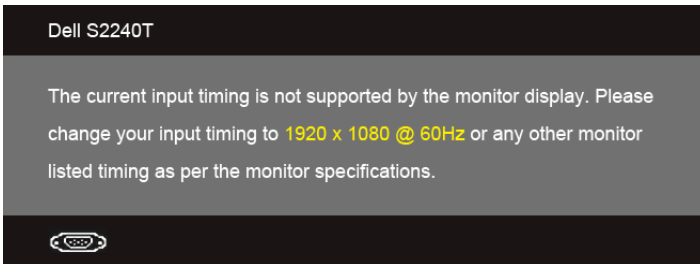 Dell S2240T
The current input timing is not supported by the monitor display. Please
change your input timing to 1920 x 1080 @ 60Hz or any other monitor
listed timing as per the monitor specifications.